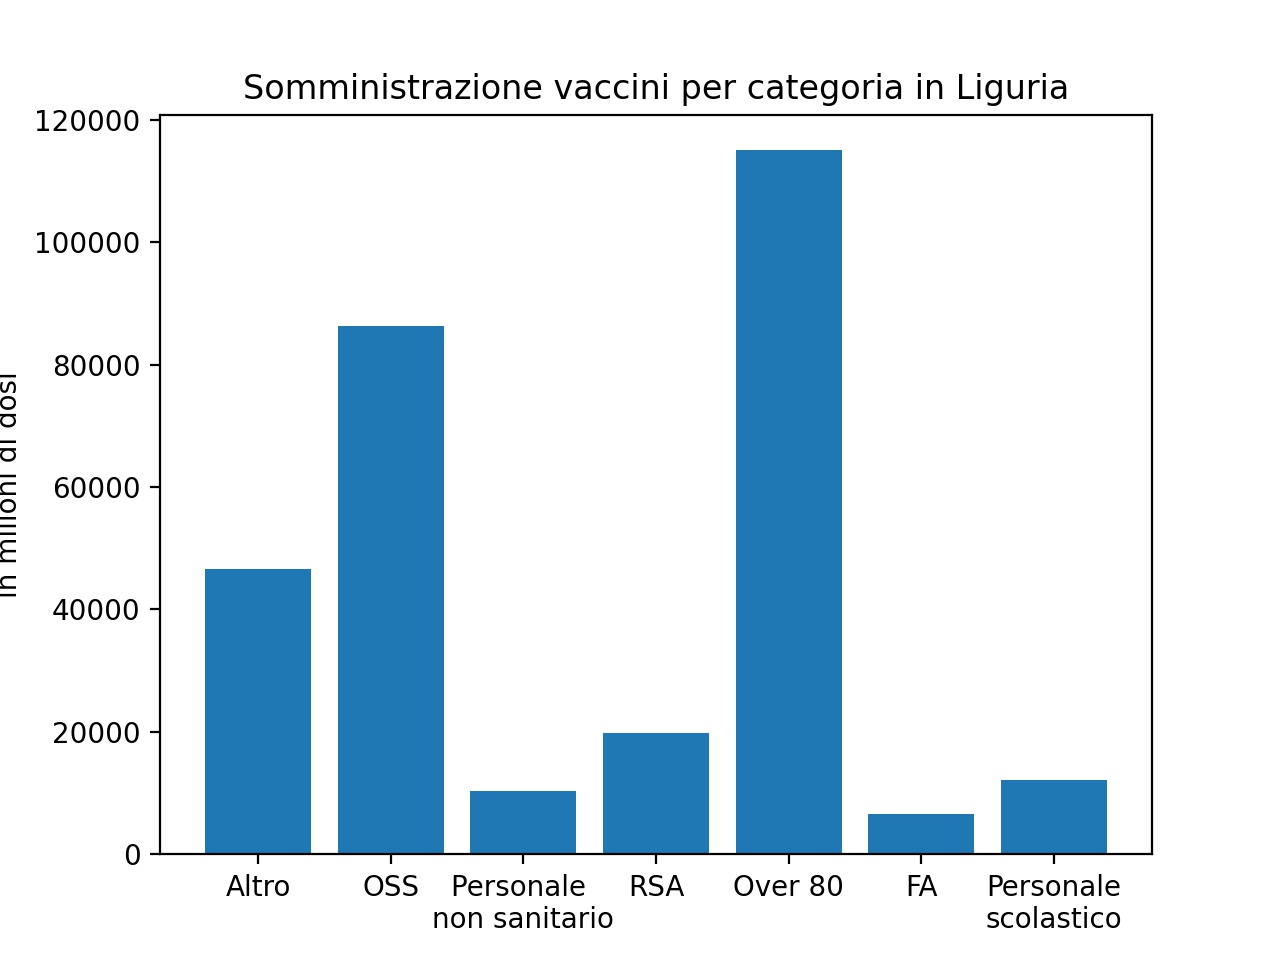 Somministrazione vaccini per categoria in Liguria
In milioni di dosi
120000
100000
80000
60000
40000
20000
0
Altro
OSS
Personale
non sanitario
RSA
Over 80
FA
Personale
scolastico